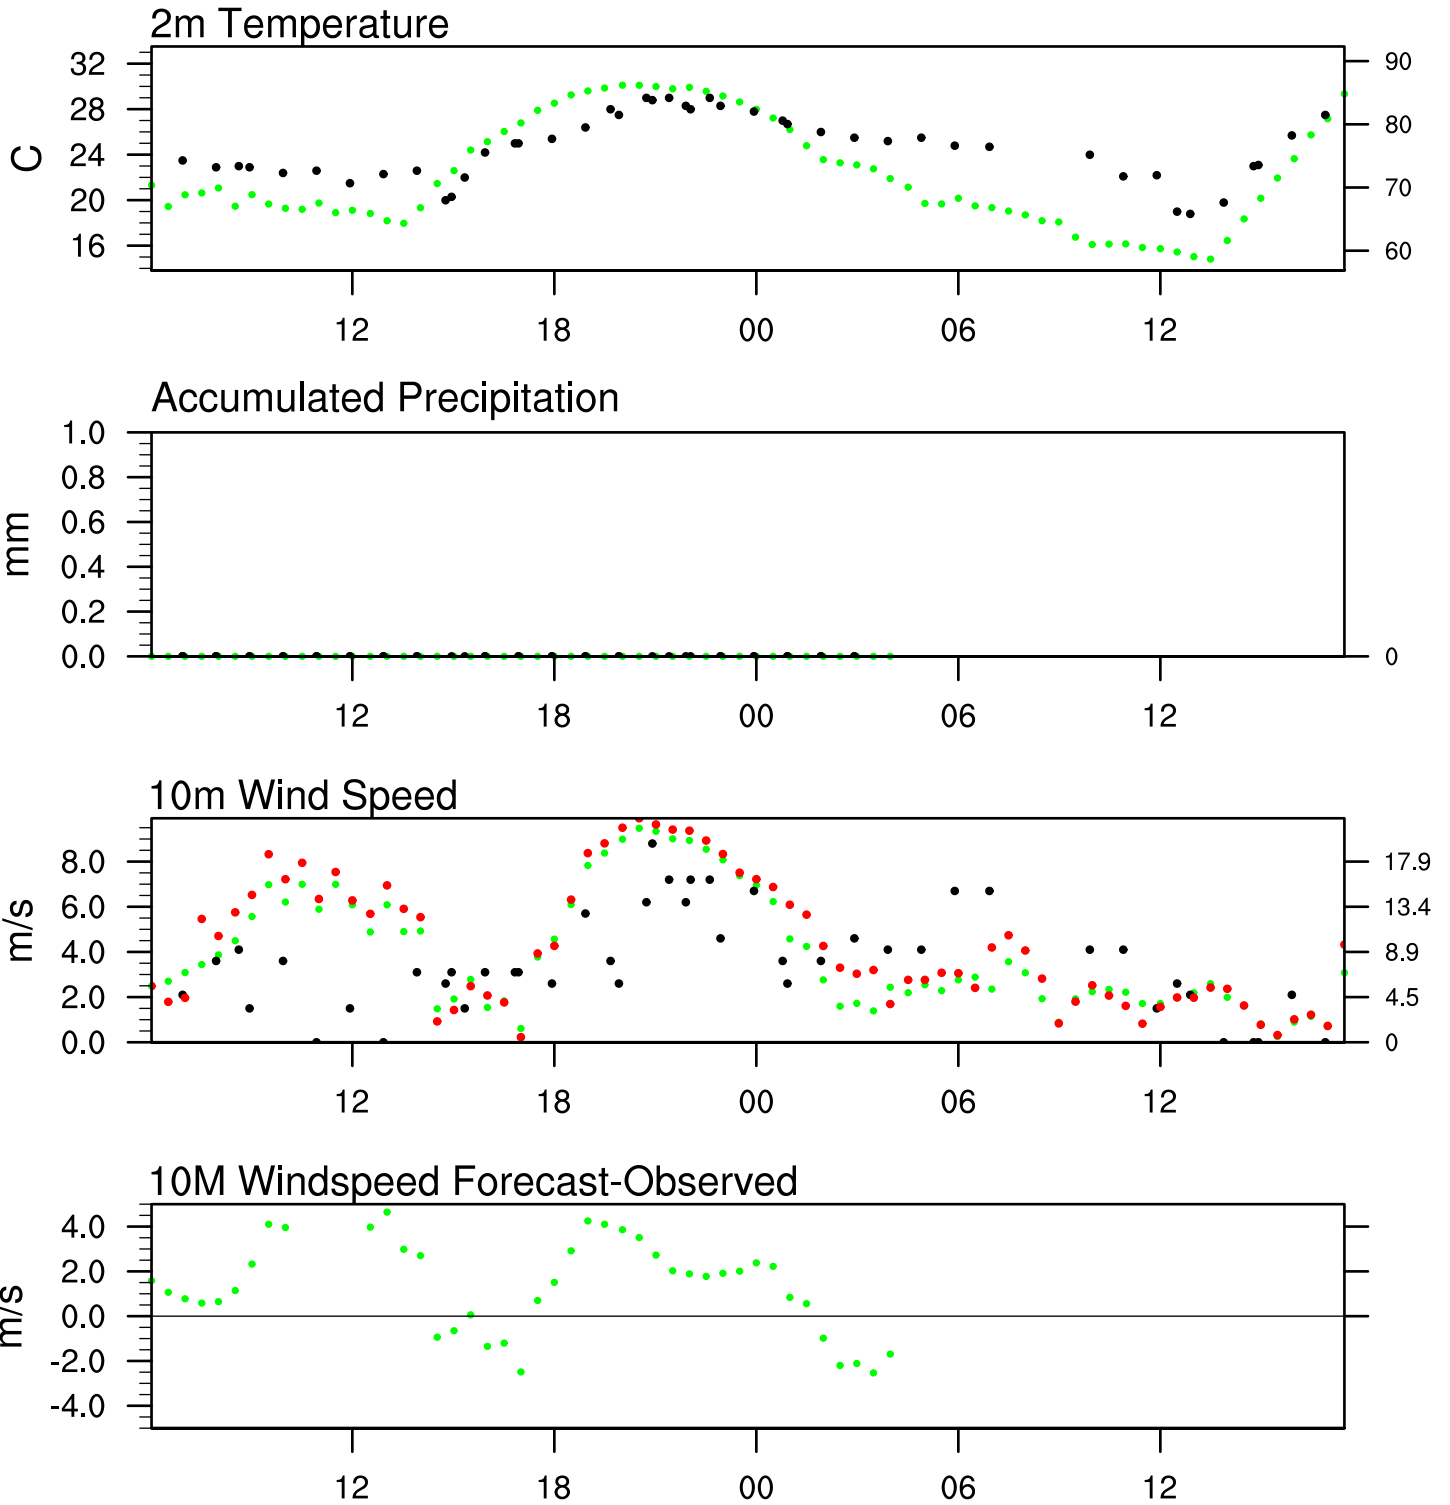 2m Temperature
32
28
24
20
16
C
90
80
70
60
12 18 00 06 12
Accumulated Precipitation
1.0
0.8
0.6
0.4
0.2
0.0
mm
0
12 18 00 06 12
10m Wind Speed
8.0
6.0
4.0
2.0
0.0
m/s
17.9
13.4
8.9
4.5
0
12 18 00 06 12
10M Windspeed Forecast-Observed
4.0
2.0
0.0
-2.0
-4.0
m/s
12 18 00 06 12